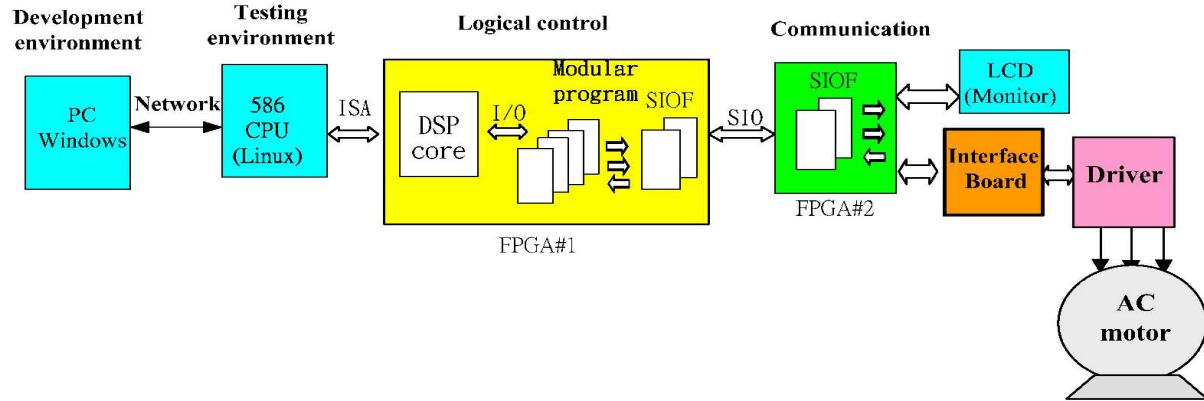 Development
environment
Testing
environment
Logical control
Communication
PC
Windows
Network
586
CPU
(Linux)
ISA
DSP
core
I/O
Modular
program
SIOF
FPGA#1
SIO
SIOF
FPGA#2
LCD
(Monitor)
Interface
Board
Driver
AC
motor